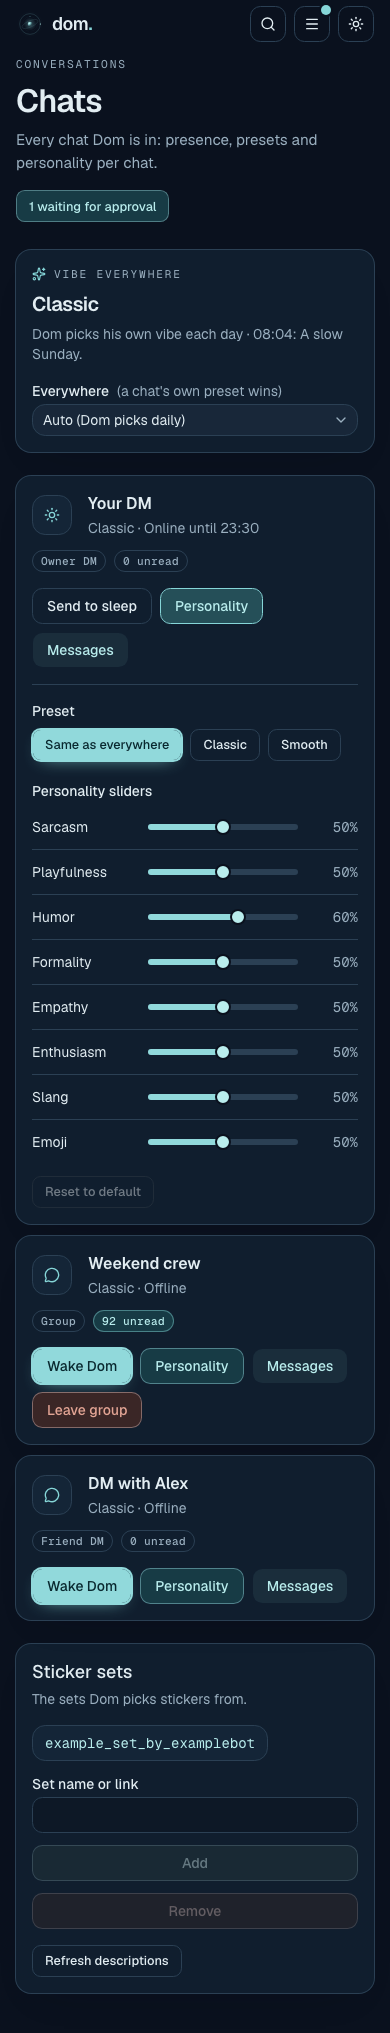 dom.
CONVERSATIONS
Chats
Every chat Dom is in: presence, presets and
personality per chat.
1 waiting for approval
VIBE EVERYWHERE
Classic
Dom picks his own vibe each day · 08:04: A slow
Sunday.
Everywhere (a chat's own preset wins)
Auto (Dom picks daily)
Your DM
Classic · Online until 23:30
Owner DM 0 unread
Send to sleep Personality
Messages
Preset
Same as everywhere Classic Smooth
Personality sliders
Sarcasm 50%
Playfulness 50%
Humor 60%
Formality 50%
Empathy 50%
Enthusiasm 50%
Slang 50%
Emoji 50%
Reset to default
Weekend crew
Classic · Offline
Group 92 unread
Wake Dom Personality Messages
Leave group
DM with Alex
Classic · Offline
Friend DM 0 unread
Wake Dom Personality Messages
Sticker sets
The sets Dom picks stickers from.
example_set_by_examplebot
Set name or link
Add
Remove
Refresh descriptions